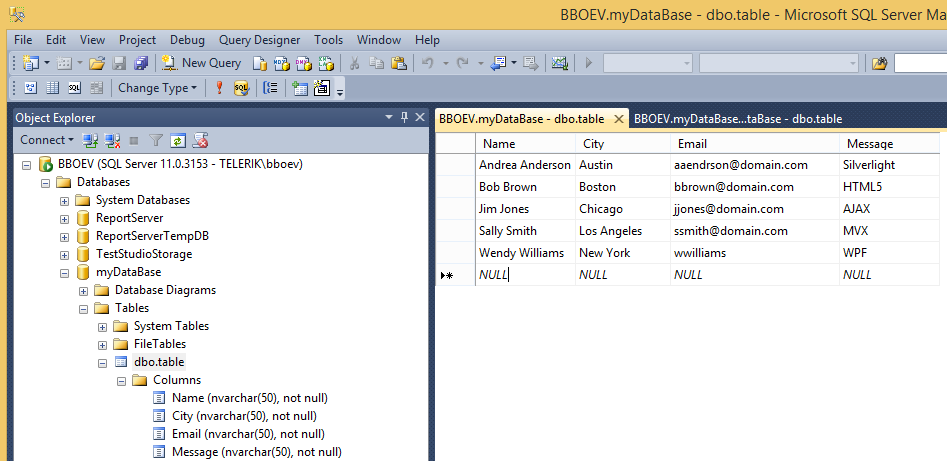 BBOEV.myDataBase - dbo.table - Microsoft SQL Server Ma
File Edit View Project Debug Query Designer Tools Window Help
New Query
Change Type
Object Explorer
Connect
BBOEV (SQL Server 11.0.3153 - TELERIK\bboev)
Databases
System Databases
ReportServer
ReportServerTempDB
TestStudioStorage
myDataBase
Database Diagrams
Tables
System Tables
FileTables
dbo.table
Columns
Name (nvarchar(50), not null)
City (nvarchar(50), not null)
Email (nvarchar(50), not null)
Message (nvarchar(50), not null)
BBOEV.myDataBase - dbo.table BBOEV.myDataBase...taBase - dbo.table
Name City Email Message
Andrea Anderson Austin aaendrson@domain.com Silverlight
Bob Brown Boston bbrown@domain.com HTML5
Jim Jones Chicago jjones@domain.com AJAX
Sally Smith Los Angeles ssmith@domain.com MVX
Wendy Williams New York wwilliams WPF
NULL NULL NULL NULL